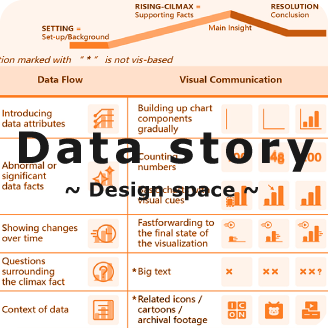 RISING-CILMAX =
Supporting Facts
RESOLUTION
Conclusion
SETTING =
Set-up/Background
Main Insight
tion marked with "*" is not vis-based
Data Flow
Visual Communication
Introducing
data attributes
Building up chart
components
gradually
Data story
Abnormal or
significant
data facts
Counting
numbers
~ Design space ~
visual cues
Showing changes
over time
Fastforwarding to
the final state of
the visualization
Questions
surrounding
the climax fact
*Big text
Context of data
*Related icons /
cartoons /
archival footage
ICON